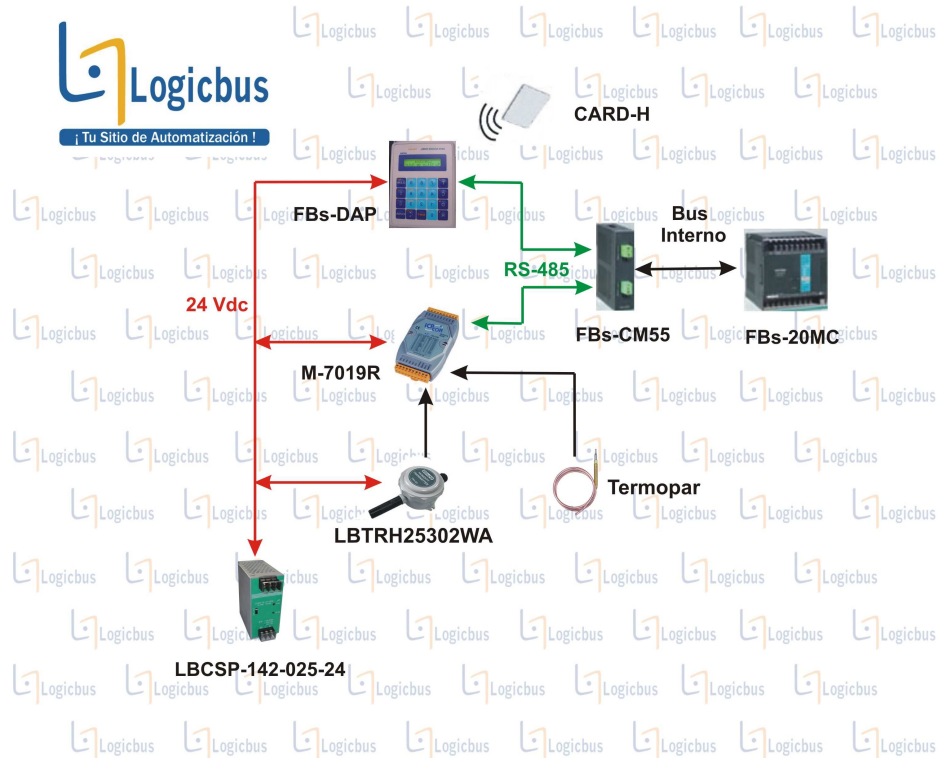 Logicbus
¡ Tu Sitio de Automatización !
CARD-H
FBs-DAP
Bus
Interno
RS-485
24 Vdc
FBs-CM55
FBs-20MC
M-7019R
Termopar
LBTRH25302WA
LBCSP-142-025-24